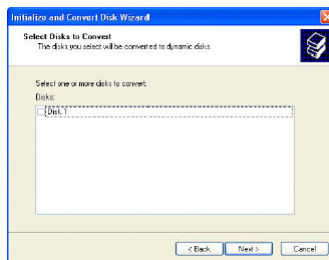 Initialize and Convert Disk Wizard
Select Disks to Convert
The disks you select will be converted to dynamic disks.
Select one or more disks to convert:
Disks:
Disk 1
< Back
Next >
Cancel